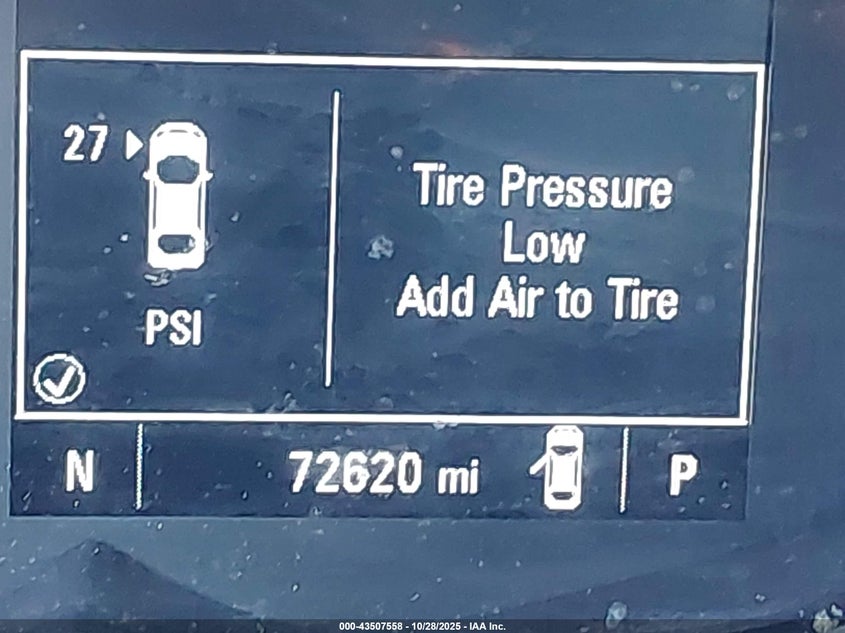 27
Tire Pressure
Low
Add Air to Tire
PSI
N
72620 mi
P
000-43507558 - 10/28/2025 - IAA Inc.